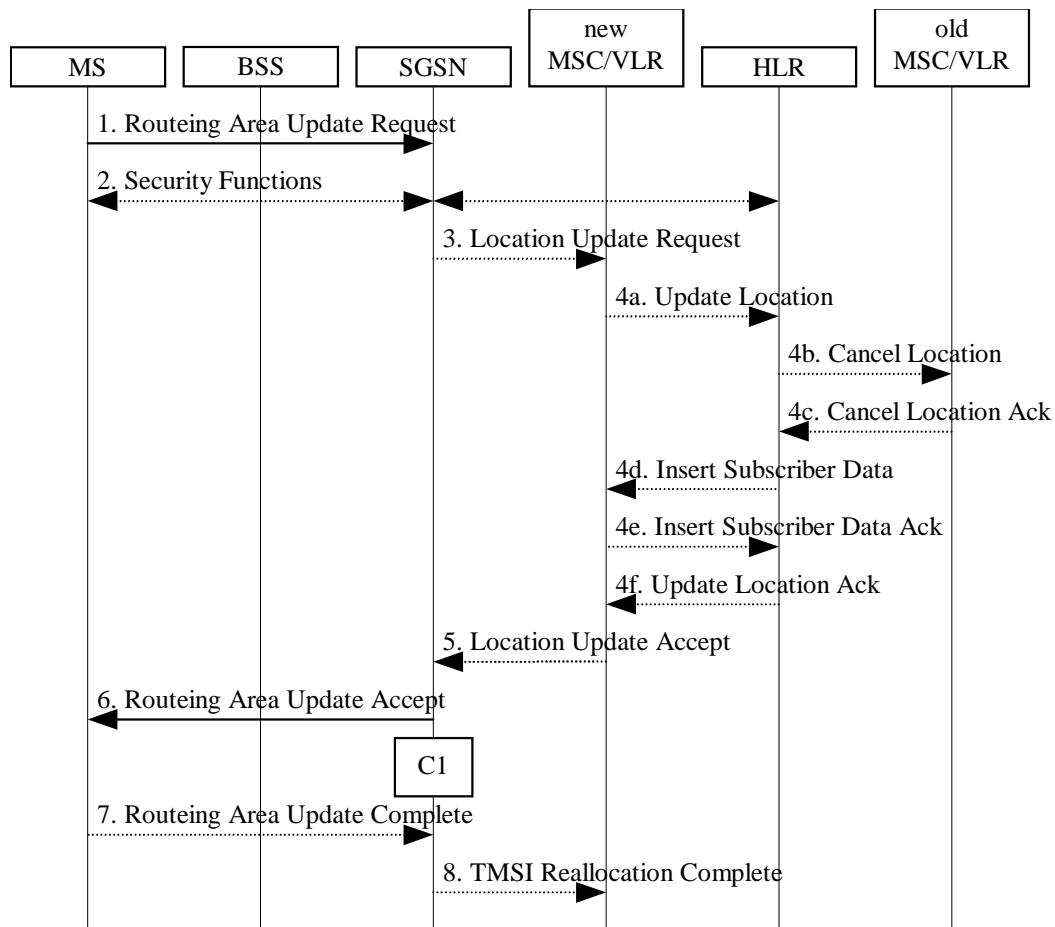 new
MSC/VLR
old
MSC/VLR
MS
BSS
SGSN
HLR
1. Routeing Area Update Request
2. Security Functions
3. Location Update Request
4a. Update Location
4b. Cancel Location
4c. Cancel Location Ack
4d. Insert Subscriber Data
4e. Insert Subscriber Data Ack
4f. Update Location Ack
5. Location Update Accept
6. Routeing Area Update Accept
C1
7. Routeing Area Update Complete
8. TMSI Reallocation Complete